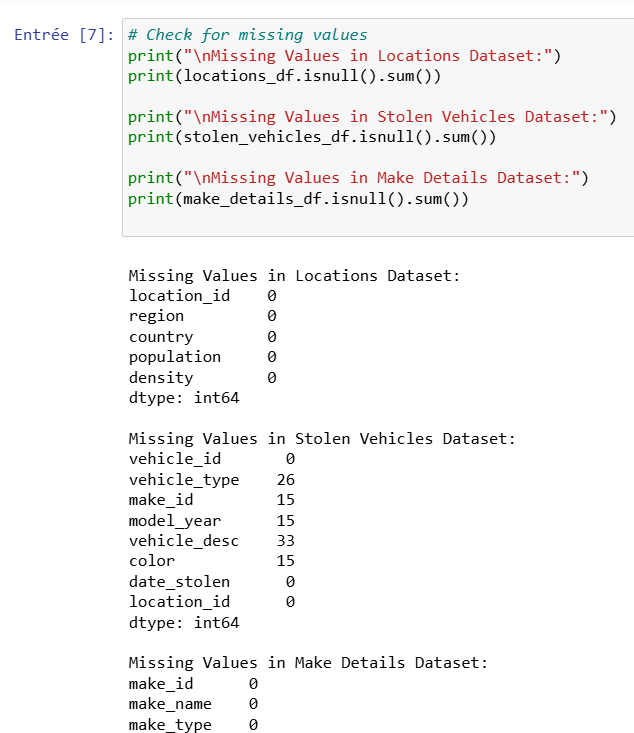 Entrée [7]: # Check for missing values
print("\nMissing Values in Locations Dataset:")
print(locations_df.isnull().sum())
print("\nMissing Values in Stolen Vehicles Dataset:")
print(stolen_vehicles_df.isnull().sum())
print("\nMissing Values in Make Details Dataset:")
print(make_details_df.isnull().sum())
Missing Values in Locations Dataset:
location_id 0
region 0
country 0
population 0
density 0
dtype: int64
Missing Values in Stolen Vehicles Dataset:
vehicle_id 0
vehicle_type 26
make_id 15
model_year 15
vehicle_desc 33
color 15
date_stolen 0
location_id 0
dtype: int64
Missing Values in Make Details Dataset:
make_id 0
make_name 0
make_type 0